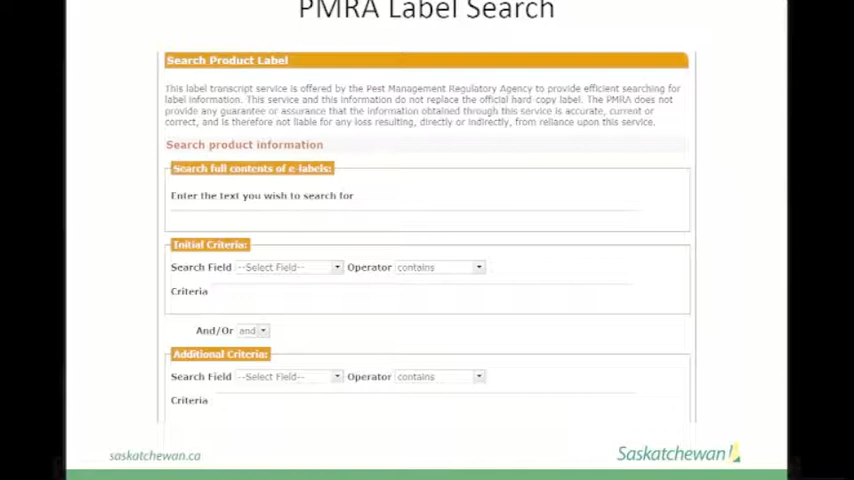 PMRA Label Search
Search Product Label
This label transcript service is offered by the Pest Management Regulatory Agency to provide efficient searching for
label information. This service and this information do not replace the official hard-copy label. The PMRA does not
provide any guarantee or assurance that the information obtained through this service is accurate, current or
correct, and is therefore not liable for any loss resulting, directly or indirectly, from reliance upon this service.
Search product information
Search full contents of e-labels:
Enter the text you wish to search for
Initial Criteria:
Search Field --Select Field-- Operator contains
Criteria
And/Or and
Additional Criteria:
Search Field --Select Field-- Operator contains
Criteria
saskatchewan.ca
Saskatchewan